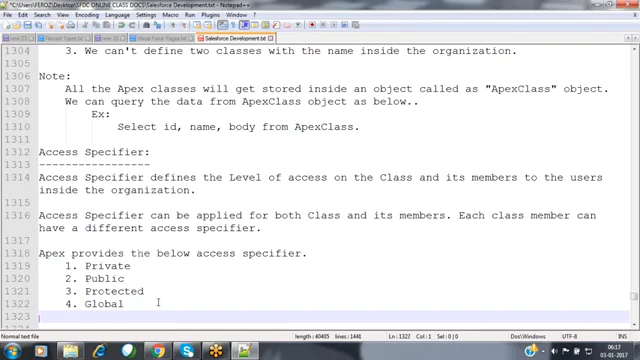 *C:\Users\FEROZ\Desktop\SFDC ONLINE CLASS DOCS\Salesforce Development.txt - Notepad++
File Edit Search View Encoding Language Settings Macro Run Plugins Window ?
Salesforce Development.txt
1304 3. We can't define two classes with the name inside the organization.
1305
1306 Note:
1307 All the Apex classes will get stored inside an object called as "ApexClass" object.
1308 We can query the data from ApexClass object as below..
1309 Ex:
1310 Select id, name, body from ApexClass.
1311
1312 Access Specifier:
1313 -----------------
1314 Access Specifier defines the Level of access on the Class and its members to the users
inside the organization.
1315
1316 Access Specifier can be applied for both Class and its members. Each class member can
have a different access specifier.
1317
1318 Apex provides the below access specifier.
1319 1. Private
1320 2. Public
1321 3. Protected
1322 4. Global
1323
Normal text file length : 40405 lines : 1441 Ln : 1322 Col : 1 Sel : 0 | 0 Dos\Windows UTF-8 INS
06:17
03-01-2017